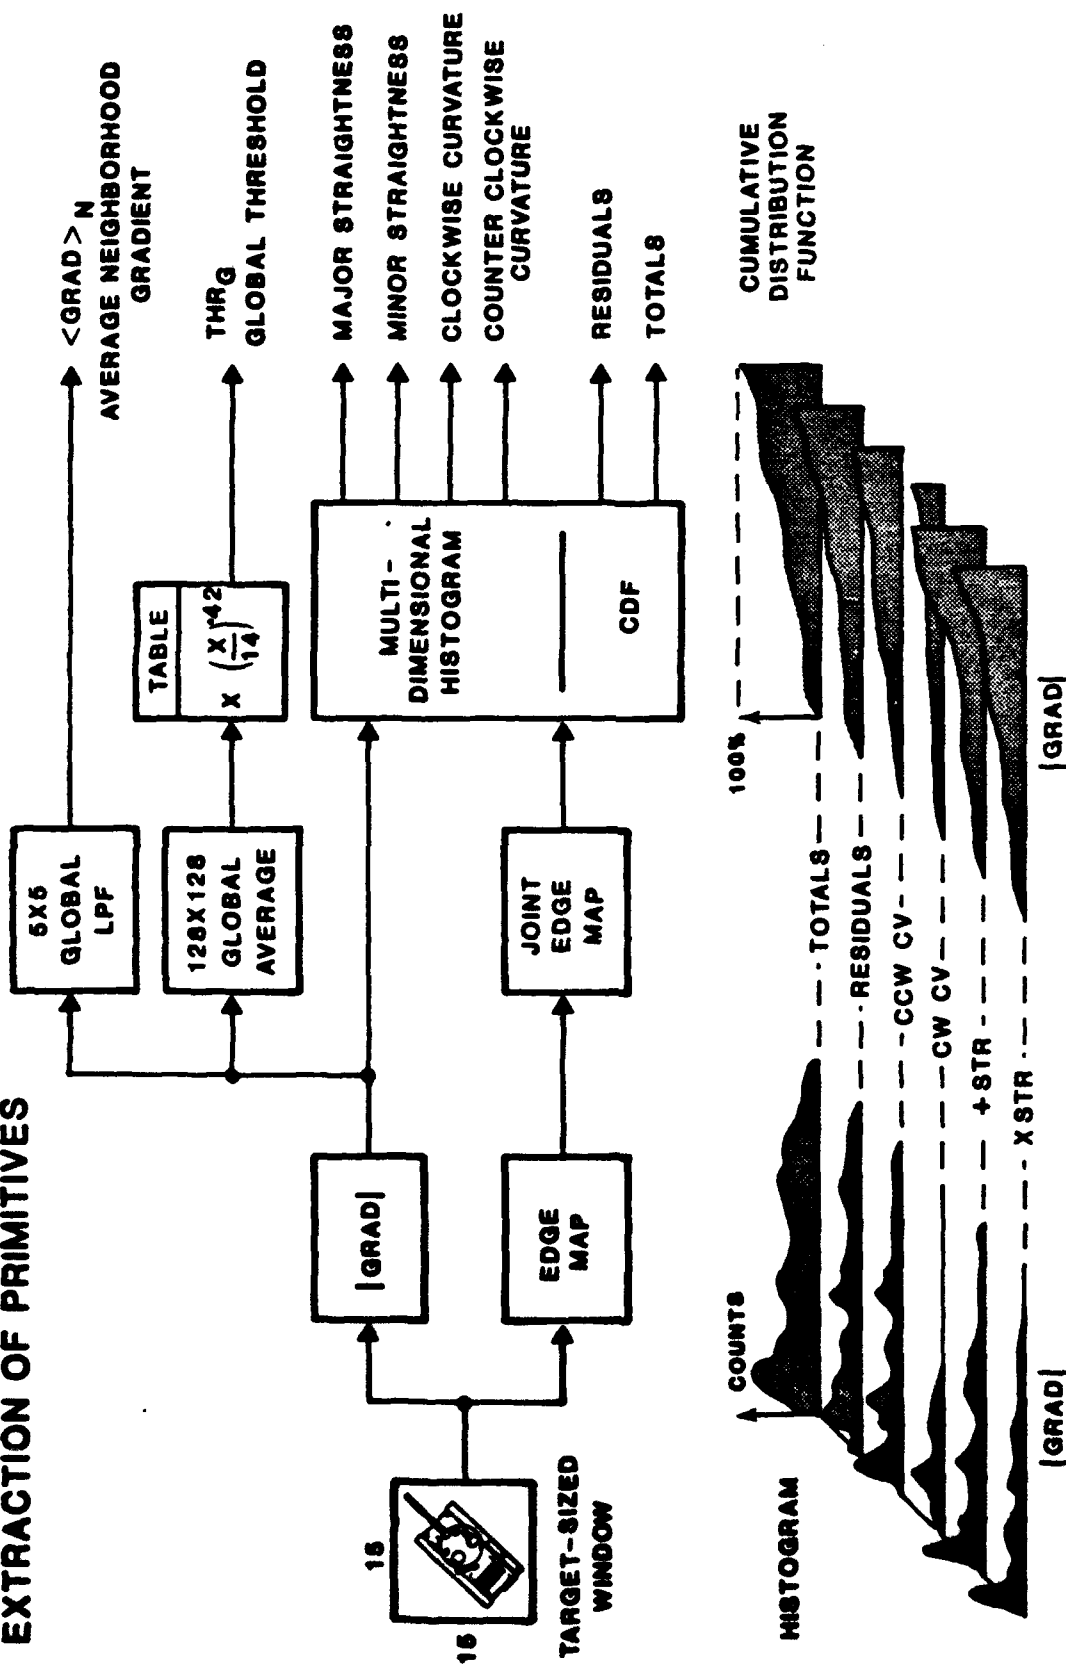 EXTRACTION OF PRIMITIVES
5X5
GLOBAL
LPF
<GRAD>N
AVERAGE NEIGHBORHOOD
GRADIENT
128X128
GLOBAL
AVERAGE
TABLE
X (X/14)^.42
THRG
GLOBAL THRESHOLD
15
15
TARGET-SIZED
WINDOW
|GRAD|
EDGE
MAP
JOINT
EDGE
MAP
MULTI-
DIMENSIONAL
HISTOGRAM
CDF
MAJOR STRAIGHTNESS
MINOR STRAIGHTNESS
CLOCKWISE CURVATURE
COUNTER CLOCKWISE
CURVATURE
RESIDUALS
TOTALS
HISTOGRAM
COUNTS
100%
CUMULATIVE
DISTRIBUTION
FUNCTION
TOTALS
RESIDUALS
CCW CV
CW CV
+STR
XSTR
|GRAD|
|GRAD|